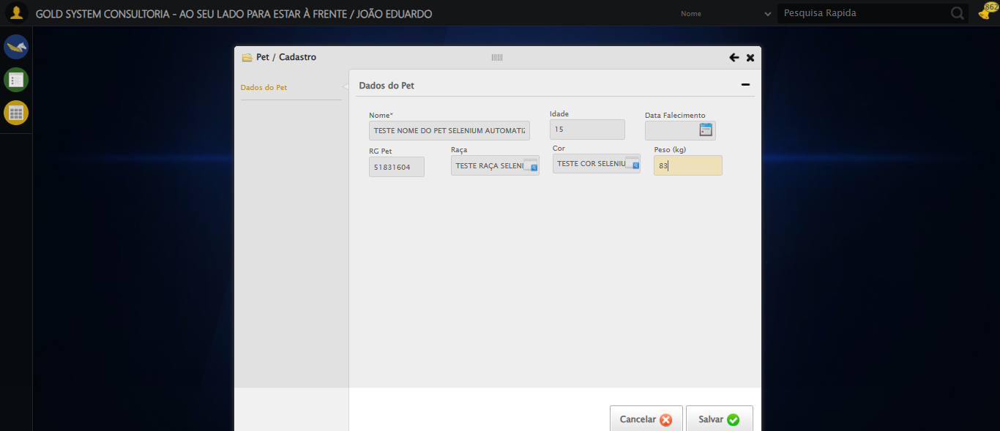 GOLD SYSTEM CONSULTORIA - AO SEU LADO PARA ESTAR À FRENTE / JOÃO EDUARDO
Nome
Pesquisa Rapida
862
Pet / Cadastro
Dados do Pet
Dados do Pet
Nome*
Idade
Data Falecimento
TESTE NOME DO PET SELENIUM AUTOMATIZ
15
RG Pet
Raça
Cor
Peso (kg)
51831604
TESTE RAÇA SELENI
TESTE COR SELENIU
83
Cancelar
Salvar